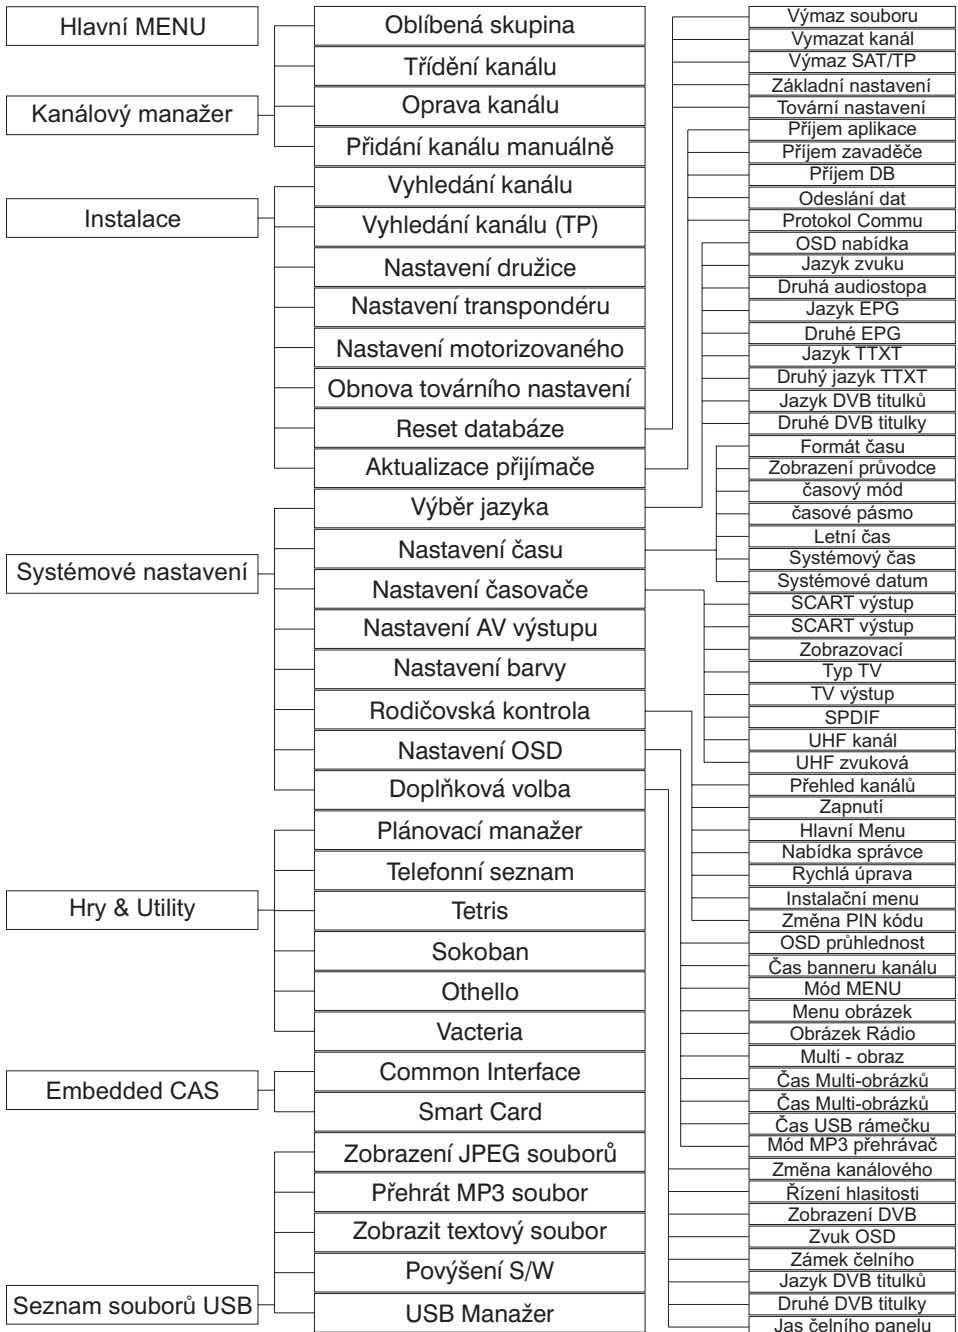 Hlavní MENU
Kanálový manažer
Instalace
Systémové nastavení
Hry & Utility
Embedded CAS
Seznam souborů USB
Oblíbená skupina
Třídění kanálu
Oprava kanálu
Přidání kanálu manuálně
Vyhledání kanálu
Vyhledání kanálu (TP)
Nastavení družice
Nastavení transpondéru
Nastavení motorizovaného
Obnova továrního nastavení
Reset databáze
Aktualizace přijímače
Výběr jazyka
Nastavení času
Nastavení časovače
Nastavení AV výstupu
Nastavení barvy
Rodičovská kontrola
Nastavení OSD
Doplňková volba
Plánovací manažer
Telefonní seznam
Tetris
Sokoban
Othello
Vacteria
Common Interface
Smart Card
Zobrazení JPEG souborů
Přehrát MP3 soubor
Zobrazit textový soubor
Povýšení S/W
USB Manažer
Výmaz souboru
Vymazat kanál
Výmaz SAT/TP
Základní nastavení
Tovární nastavení
Příjem aplikace
Příjem zavaděče
Příjem DB
Odeslání dat
Protokol Commu
OSD nabídka
Jazyk zvuku
Druhá audiostopa
Jazyk EPG
Druhé EPG
Jazyk TTXT
Druhý jazyk TTXT
Jazyk DVB titulků
Druhé DVB titulky
Formát času
Zobrazení průvodce
časový mód
časové pásmo
Letní čas
Systémový čas
Systémové datum
SCART výstup
SCART výstup
Zobrazovací
Typ TV
TV výstup
SPDIF
UHF kanál
UHF zvuková
Přehled kanálů
Zapnutí
Hlavní Menu
Nabídka správce
Rychlá úprava
Instalační menu
Změna PIN kódu
OSD průhlednost
Čas banneru kanálu
Mód MENU
Menu obrázek
Obrázek Rádio
Multi - obraz
Čas Multi-obrázků
Čas Multi-obrázků
Čas USB rámečku
Mód MP3 přehrávač
Změna kanálového
Řízení hlasitosti
Zobrazení DVB
Zvuk OSD
Zámek čelního
Jazyk DVB titulků
Druhé DVB titulky
Jas čelního panelu